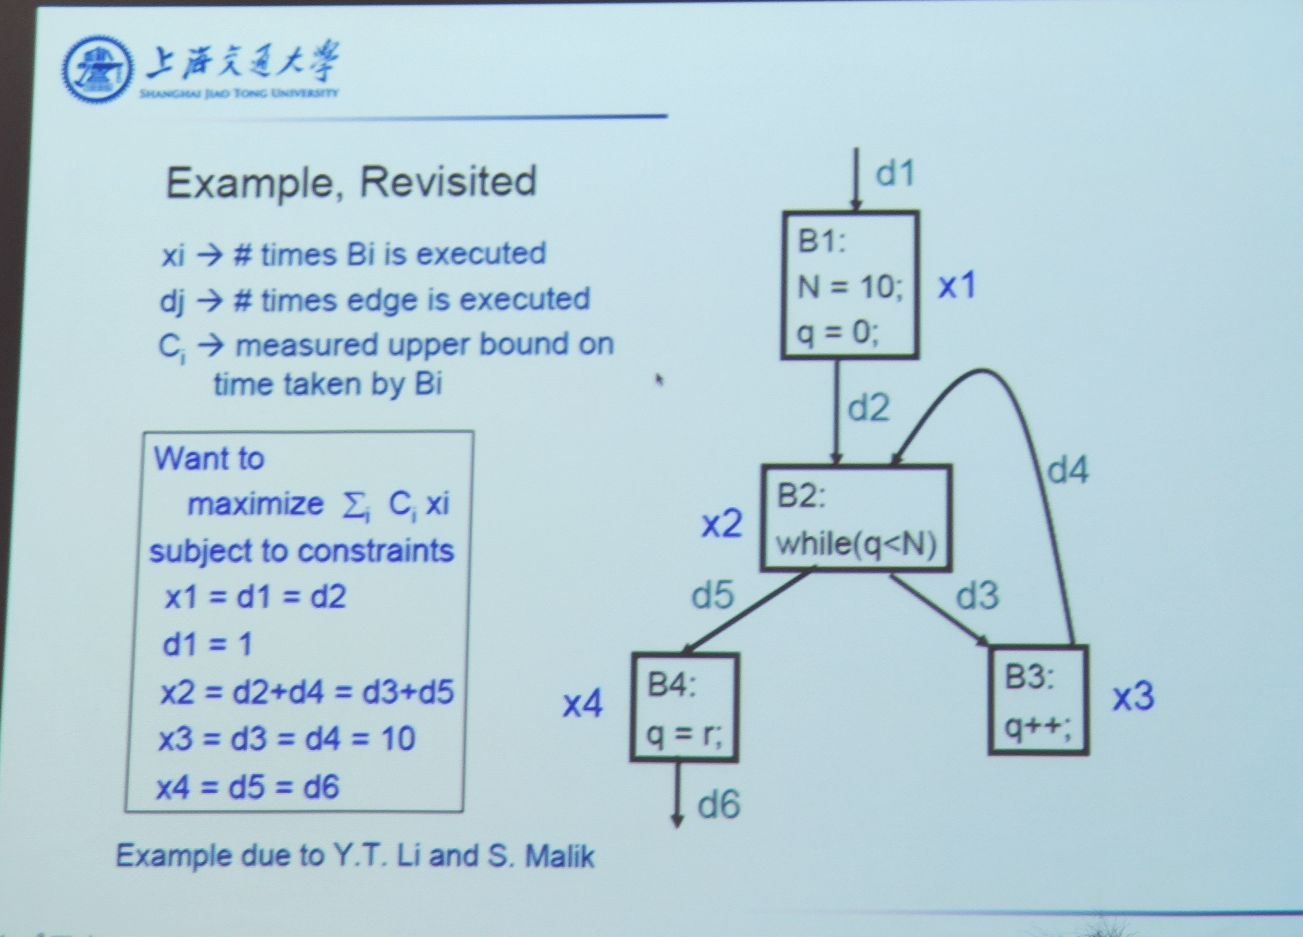 上海交通大學
SHANGHAI JIAO TONG UNIVERSITY
Example, Revisited
xi → # times Bi is executed
dj → # times edge is executed
Ci → measured upper bound on
time taken by Bi
Want to
maximize Σi Ci xi
subject to constraints
x1 = d1 = d2
d1 = 1
x2 = d2+d4 = d3+d5
x3 = d3 = d4 = 10
x4 = d5 = d6
Example due to Y.T. Li and S. Malik
d1
B1:
N = 10;
q = 0;
x1
d2
d4
x2
B2:
while(q<N)
d5
d3
x4
B4:
q = r;
B3:
q++;
x3
d6